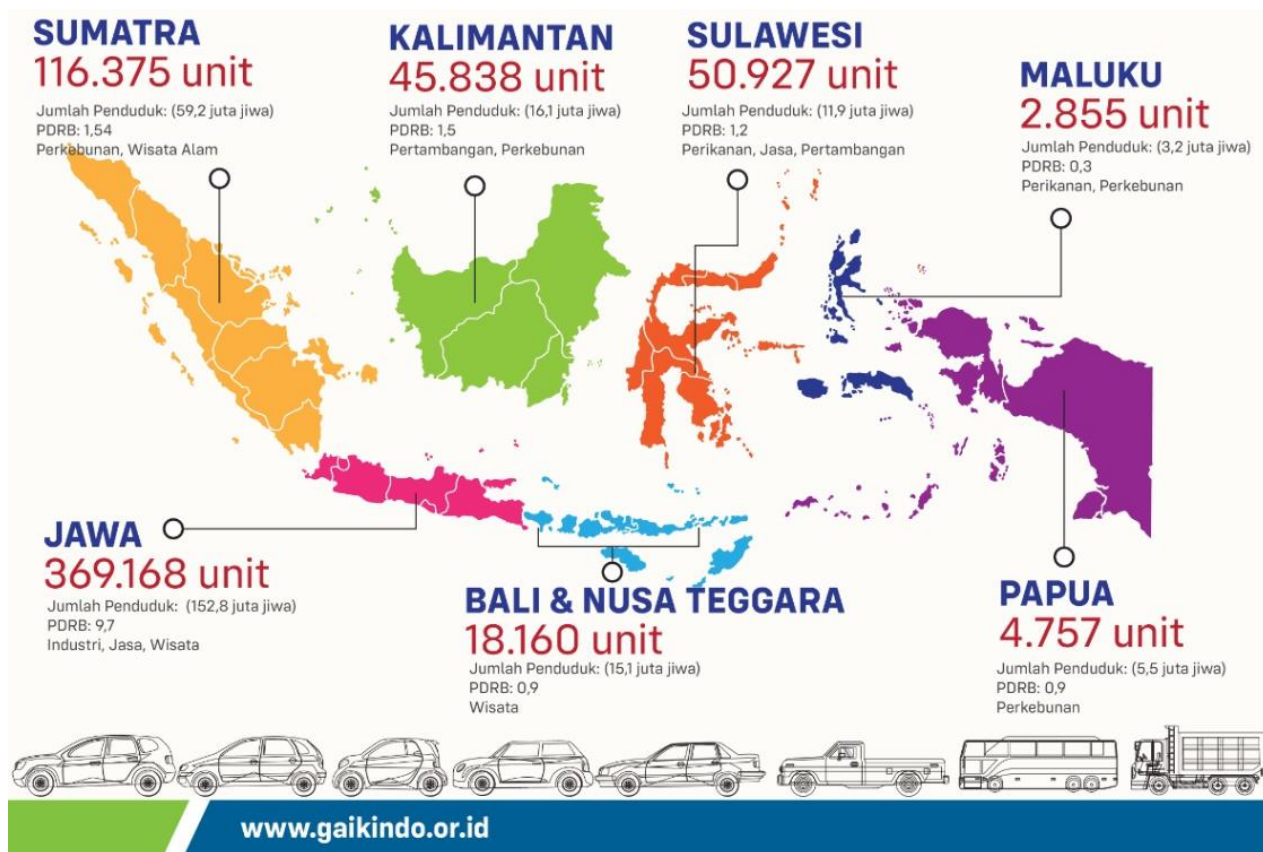 SUMATRA
116.375 unit
Jumlah Penduduk: (59,2 juta jiwa)
PDRB: 1,54
Perkebunan, Wisata Alam
KALIMANTAN
45.838 unit
Jumlah Penduduk: (16,1 juta jiwa)
PDRB: 1,5
Pertambangan, Perkebunan
SULAWESI
50.927 unit
Jumlah Penduduk: (11,9 juta jiwa)
PDRB: 1,2
Perikanan, Jasa, Pertambangan
MALUKU
2.855 unit
Jumlah Penduduk: (3,2 juta jiwa)
PDRB: 0,3
Perikanan, Perkebunan
JAWA
369.168 unit
Jumlah Penduduk: (152,8 juta jiwa)
PDRB: 9,7
Industri, Jasa, Wisata
BALI & NUSA TEGGARA
18.160 unit
Jumlah Penduduk: (15,1 juta jiwa)
PDRB: 0,9
Wisata
PAPUA
4.757 unit
Jumlah Penduduk: (5,5 juta jiwa)
PDRB: 0,9
Perkebunan
www.gaikindo.or.id